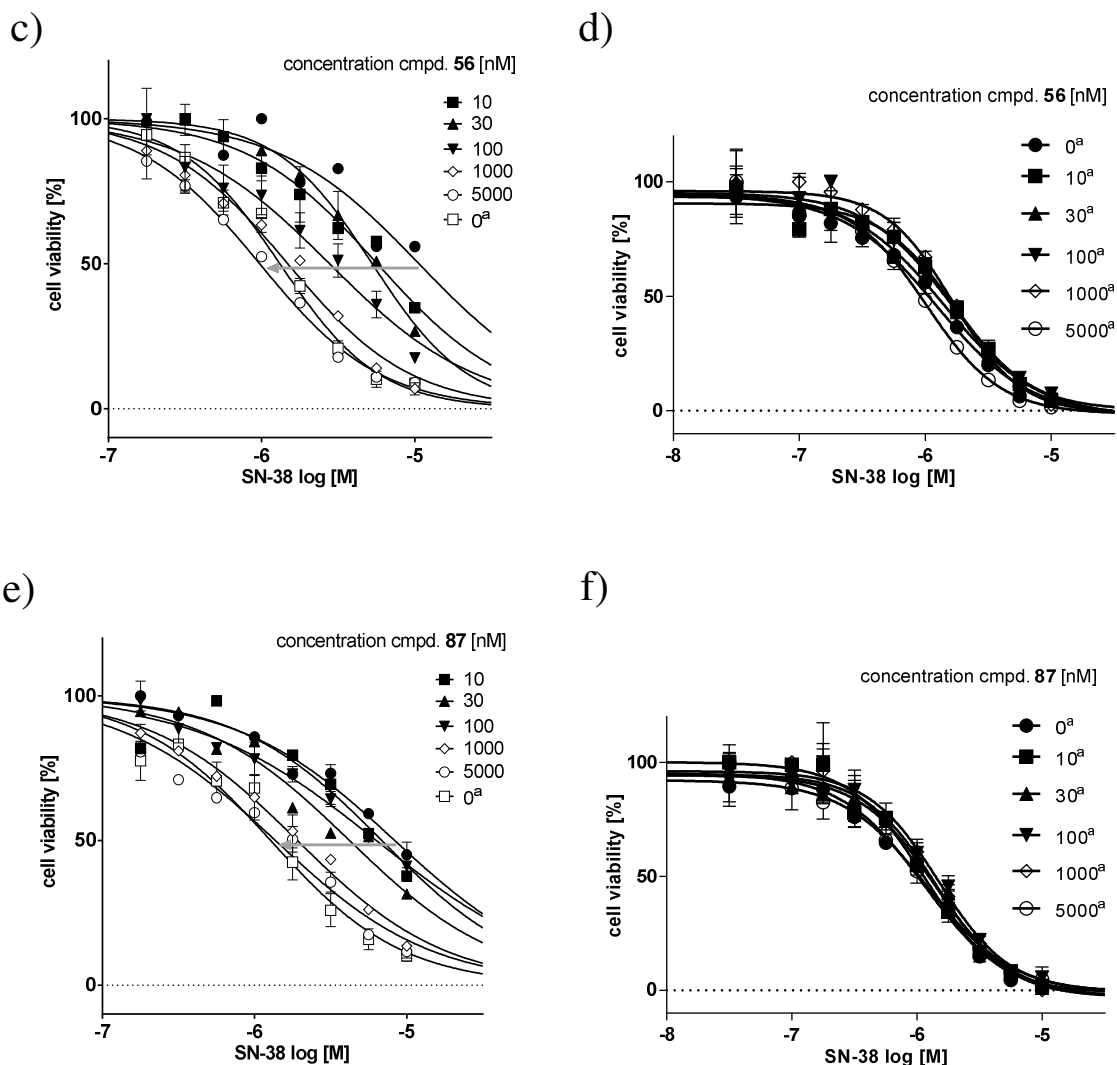 c)
concentration cmpd. 56 [nM]
10
30
100
1000
5000
0ª
100
50
0
cell viability [%]
-7
-6
-5
SN-38 log [M]
d)
concentration cmpd. 56 [nM]
0ª
10ª
30ª
100ª
1000ª
5000ª
100
50
0
cell viability [%]
-8
-7
-6
-5
SN-38 log [M]
e)
concentration cmpd. 87 [nM]
10
30
100
1000
5000
0ª
100
50
0
cell viability [%]
-7
-6
-5
SN-38 log [M]
f)
concentration cmpd. 87 [nM]
0ª
10ª
30ª
100ª
1000ª
5000ª
100
50
0
cell viability [%]
-8
-7
-6
-5
SN-38 log [M]